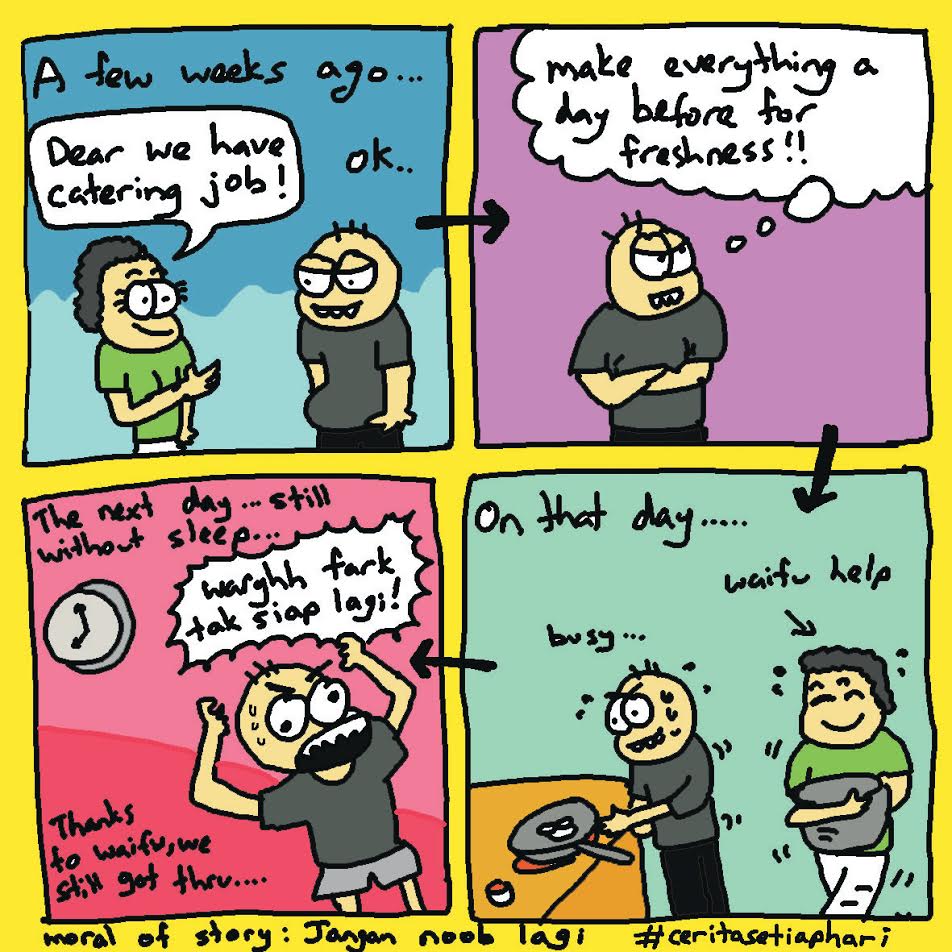 A few weeks ago...
Dear we have
catering job!
ok..
make everything a
day before for
freshness!!
On that day.....
waifu help
busy...
The next day... still
without sleep...
warghh fark
tak siap lagi!
Thanks
to waifu, we
still got thru....
moral of story: Jangan noob lagi #ceritasetiaphari